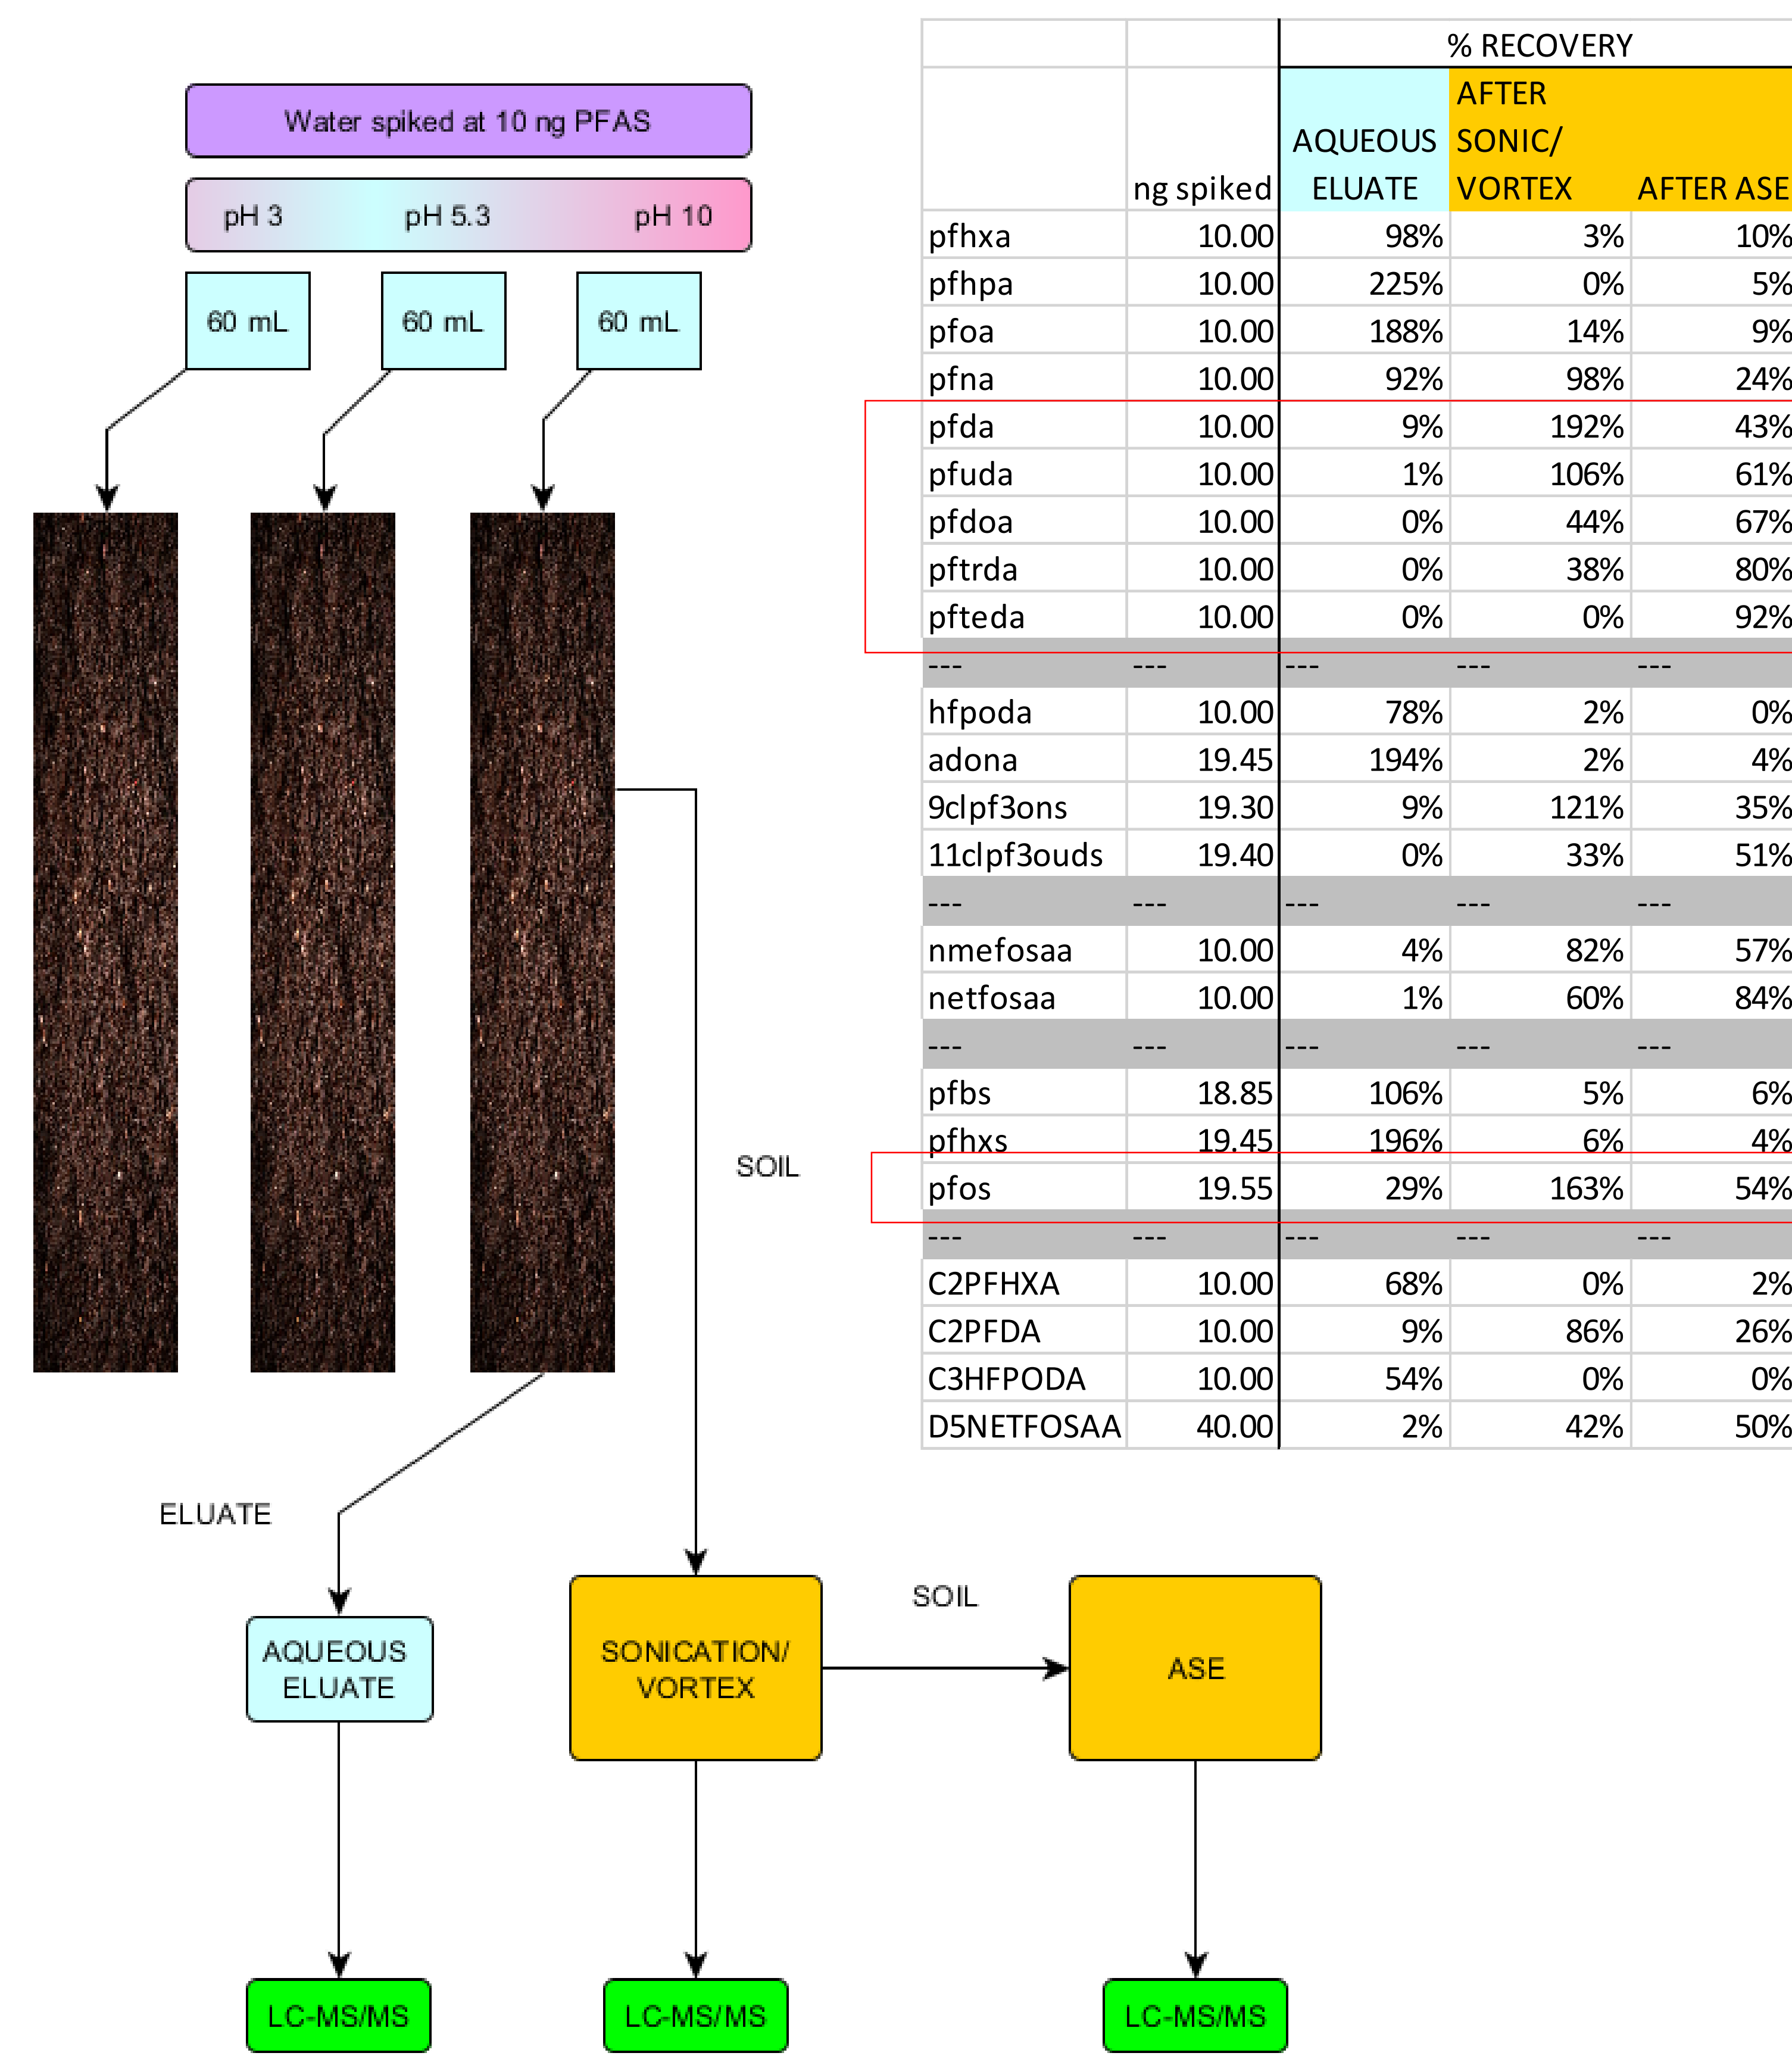 Water spiked at 10 ng PFAS
pH 3 pH 5.3 pH 10
60 mL 60 mL 60 mL
SOIL
ELUATE
AQUEOUS
ELUATE
SONICATION/
VORTEX
SOIL
ASE
LC-MS/MS LC-MS/MS LC-MS/MS
% RECOVERY
ng spiked
AQUEOUS
ELUATE
AFTER
SONIC/
VORTEX
AFTER ASE
pfhxa 10.00 98% 3% 10%
pfhpa 10.00 225% 0% 5%
pfoa 10.00 188% 14% 9%
pfna 10.00 92% 98% 24%
pfda 10.00 9% 192% 43%
pfuda 10.00 1% 106% 61%
pfdoa 10.00 0% 44% 67%
pftrda 10.00 0% 38% 80%
pfteda 10.00 0% 0% 92%
--- --- --- --- ---
hfpoda 10.00 78% 2% 0%
adona 19.45 194% 2% 4%
9clpf3ons 19.30 9% 121% 35%
11clpf3ouds 19.40 0% 33% 51%
--- --- --- --- ---
nmefosaa 10.00 4% 82% 57%
netfosaa 10.00 1% 60% 84%
--- --- --- --- ---
pfbs 18.85 106% 5% 6%
pfhxs 19.45 196% 6% 4%
pfos 19.55 29% 163% 54%
--- --- --- --- ---
C2PFHXA 10.00 68% 0% 2%
C2PFDA 10.00 9% 86% 26%
C3HFPODA 10.00 54% 0% 0%
D5NETFOSAA 40.00 2% 42% 50%